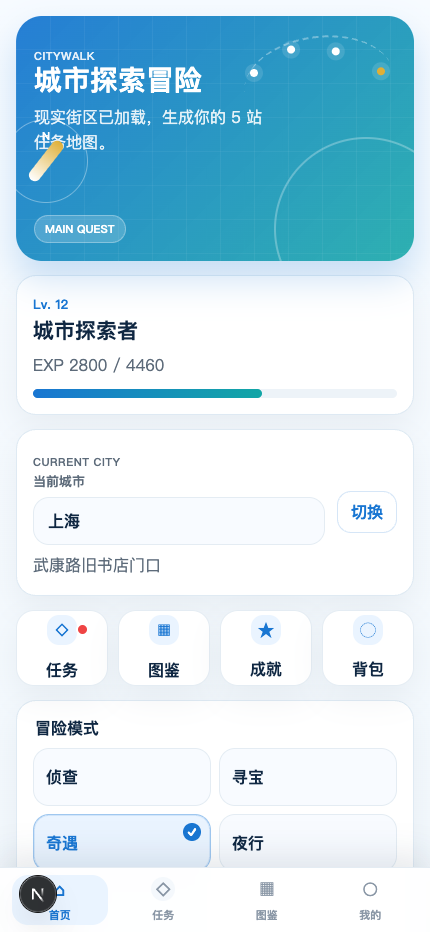 CITYWALK
城市探索冒险
现实街区已加载，生成你的 5 站
任务地图。
N
MAIN QUEST
Lv. 12
城市探索者
EXP 2800 / 4460
CURRENT CITY
当前城市
上海
切换
武康路旧书店门口
任务
图鉴
成就
背包
冒险模式
侦查
寻宝
奇遇
夜行
N
首页
任务
图鉴
我的